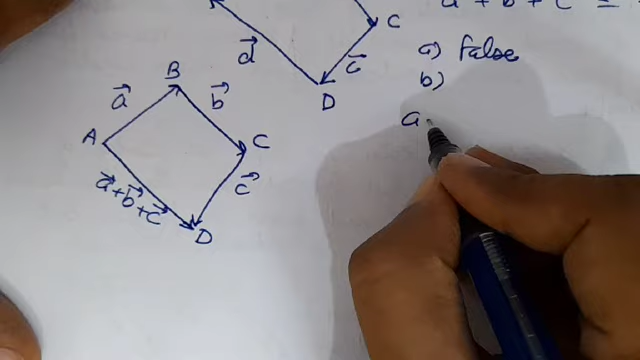 a + b + c =
C
a) False
d⃗
c⃗
b)
D
B
a⃗
b⃗
a
A
C
c⃗
a⃗+b⃗+c⃗
D